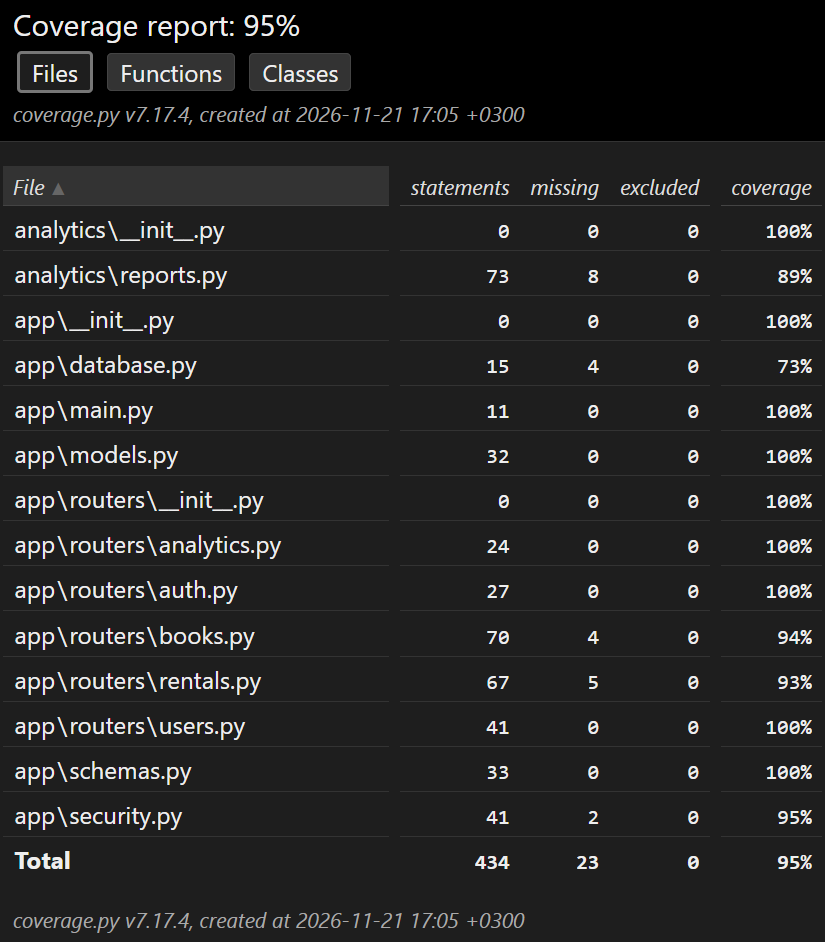 Coverage report: 95%
Files Functions Classes
coverage.py v7.17.4, created at 2026-11-21 17:05 +0300
File ▲ statements missing excluded coverage
analytics\__init__.py 0 0 0 100%
analytics\reports.py 73 8 0 89%
app\__init__.py 0 0 0 100%
app\database.py 15 4 0 73%
app\main.py 11 0 0 100%
app\models.py 32 0 0 100%
app\routers\__init__.py 0 0 0 100%
app\routers\analytics.py 24 0 0 100%
app\routers\auth.py 27 0 0 100%
app\routers\books.py 70 4 0 94%
app\routers\rentals.py 67 5 0 93%
app\routers\users.py 41 0 0 100%
app\schemas.py 33 0 0 100%
app\security.py 41 2 0 95%
Total 434 23 0 95%
coverage.py v7.17.4, created at 2026-11-21 17:05 +0300